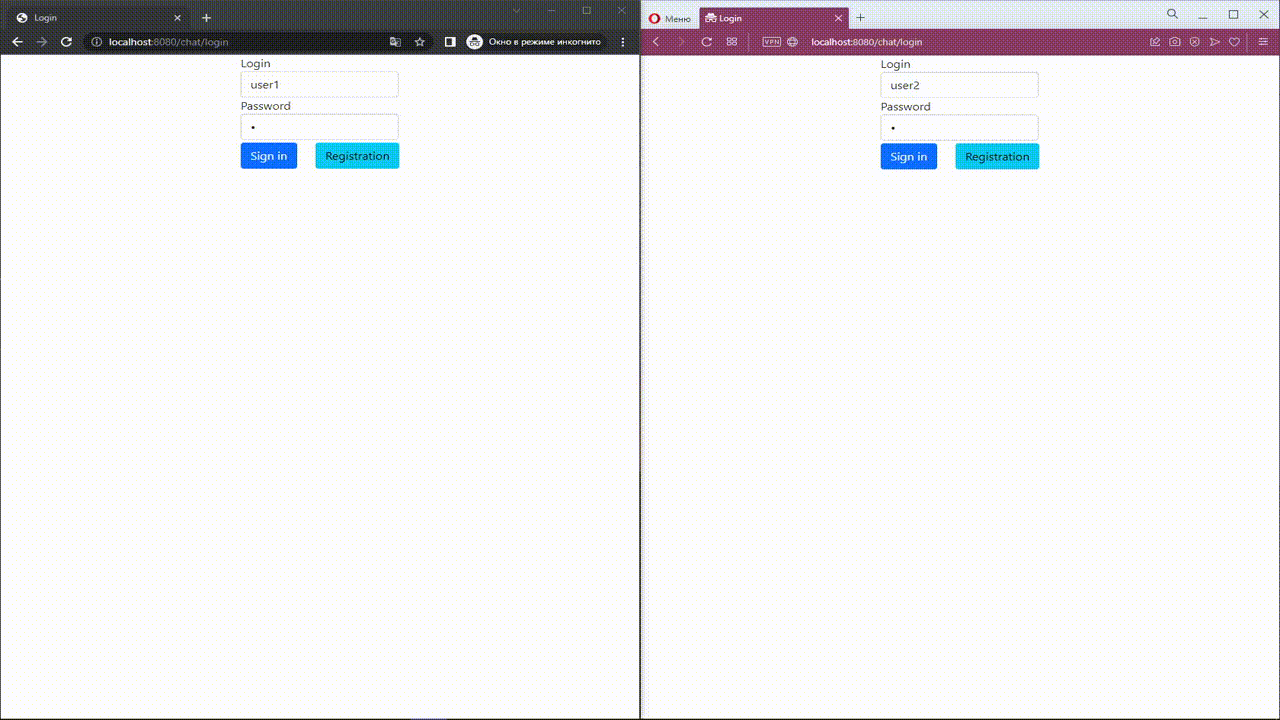 Login
localhost:8080/chat/login
Окно в режиме инкогнито
Login
user1
Password
•
Sign in
Registration
Меню
Login
VPN
localhost:8080/chat/login
Login
user2
Password
•
Sign in
Registration